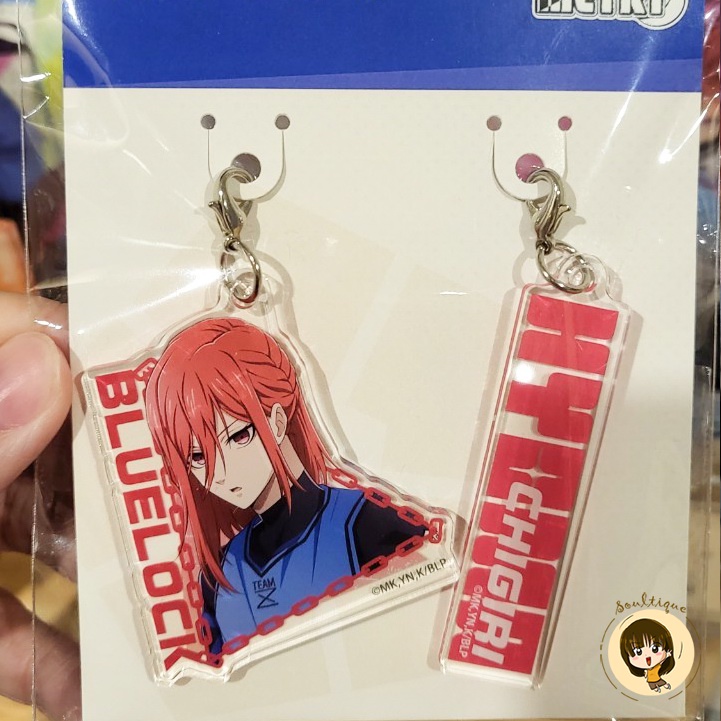 BLUELOCK
TEAM
©MK,YN,K/BLP
HYOMA
CHIGIRI
©MK,YN,K/BLP
Soultique